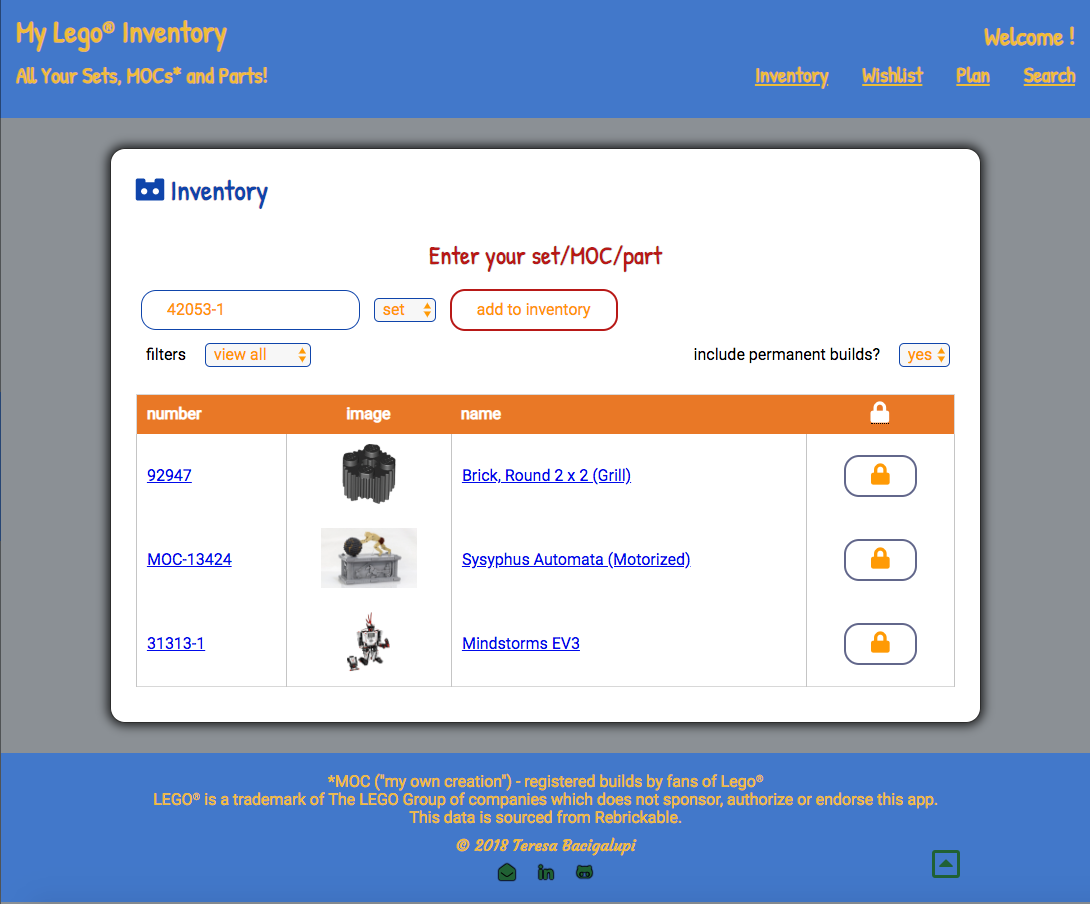 My Lego® Inventory
Welcome !
All Your Sets, MOCs* and Parts!
Inventory Wishlist Plan Search
Inventory
Enter your set/MOC/part
42053-1 set add to inventory
filters view all include permanent builds? yes
number image name
92947 Brick, Round 2 x 2 (Grill)
MOC-13424 Sysyphus Automata (Motorized)
31313-1 Mindstorms EV3
*MOC ("my own creation") - registered builds by fans of Lego®
LEGO® is a trademark of The LEGO Group of companies which does not sponsor, authorize or endorse this app.
This data is sourced from Rebrickable.
© 2018 Teresa Bacigalupi
in